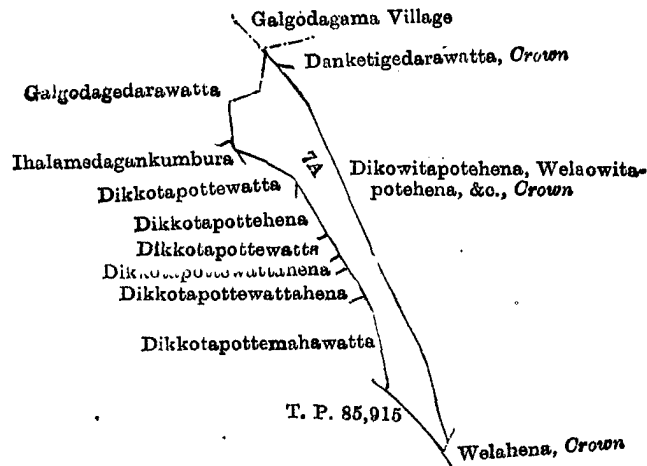 Galgodagama Village
Danketigedarawatta, Crown
Galgodagedarawatta
Ihalamedagankumbura
7A
Dikowitapotehena, Welaowita-
potehena, &c., Crown
Dikkotapottewatta
Dikkotapottehena
Dikkotapottewatta
Dikkotapottewattahena
Dikkotapottewattahena
Dikkotapottemahawatta
T. P. 85,915
Welahena, Crown